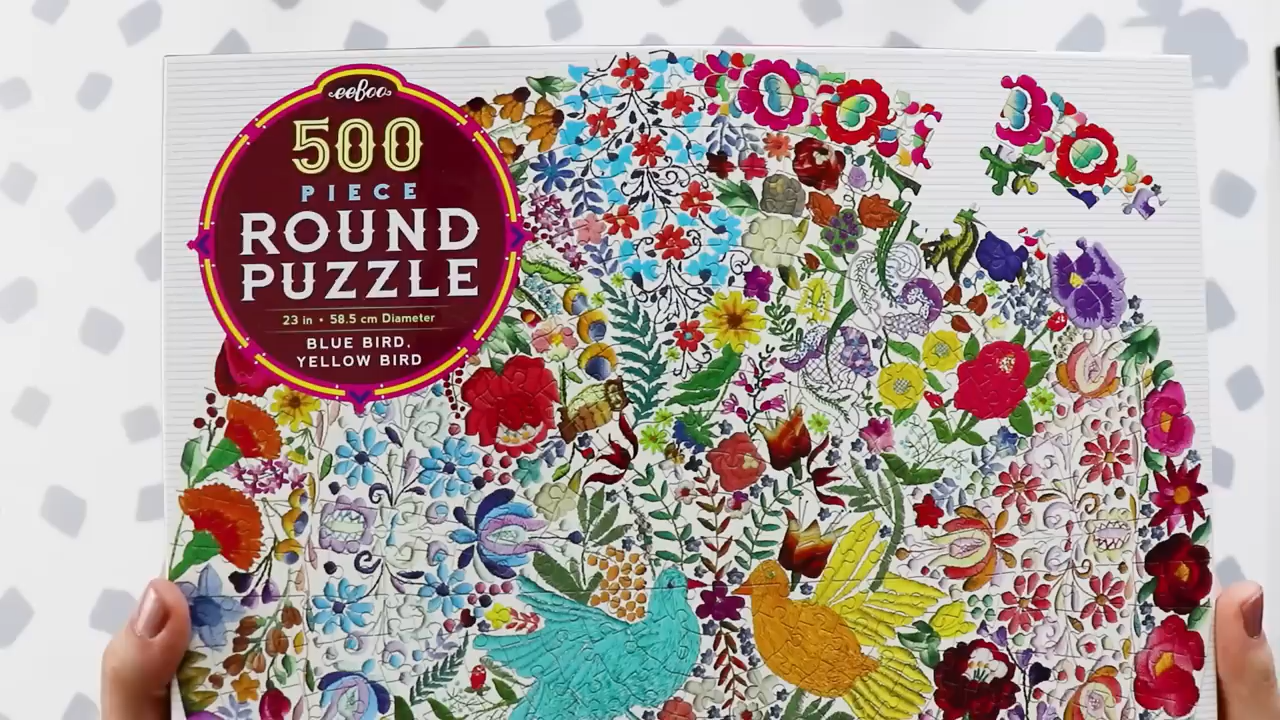 eeBoo
500
PIECE
ROUND
PUZZLE
23 in • 58.5 cm Diameter
BLUE BIRD,
YELLOW BIRD